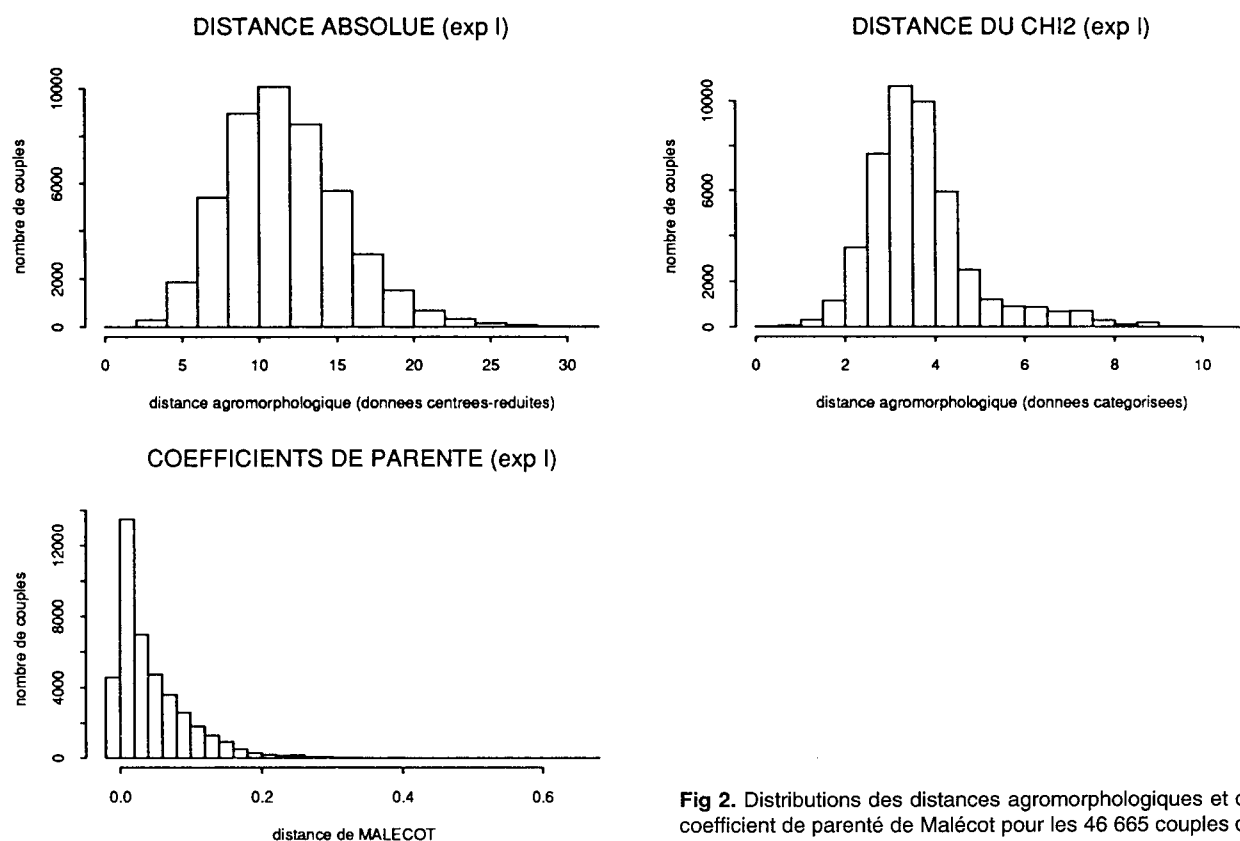 DISTANCE ABSOLUE (exp I)
nombre de couples
0 2000 6000 10000
0 5 10 15 20 25 30
distance agromorphologique (donnees centrees-reduites)
DISTANCE DU CHI2 (exp I)
nombre de couples
0 2000 6000 10000
0 2 4 6 8 10
distance agromorphologique (donnees categorisees)
COEFFICIENTS DE PARENTE (exp I)
nombre de couples
0 4000 8000 12000
0.0 0.2 0.4 0.6
distance de MALECOT
Fig 2. Distributions des distances agromorphologiques et
coefficient de parenté de Malécot pour les 46 665 couples